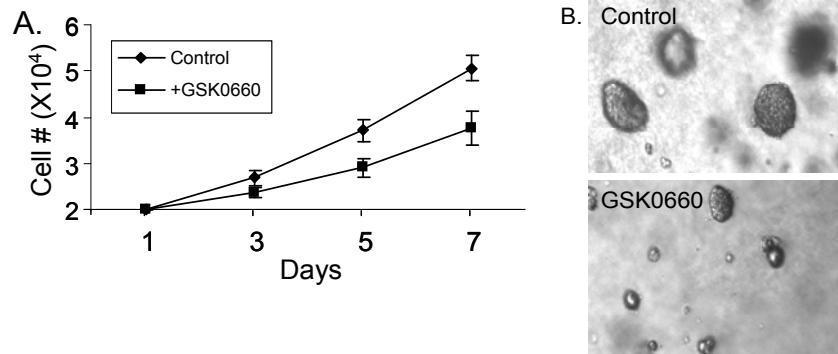 A.
Cell # (X10⁴)
6
5
4
3
2
Control
+GSK0660
1 3 5 7
Days
B.
Control
GSK0660